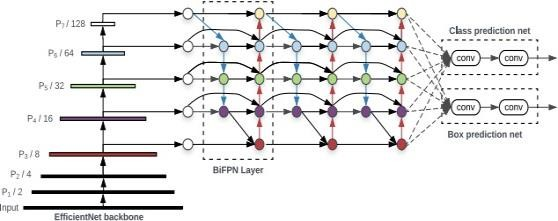 P7 / 128
P6 / 64
P5 / 32
P4 / 16
P3 / 8
P2 / 4
P1 / 2
Input
EfficientNet backbone
BiFPN Layer
Class prediction net
conv
conv
conv
conv
Box prediction net